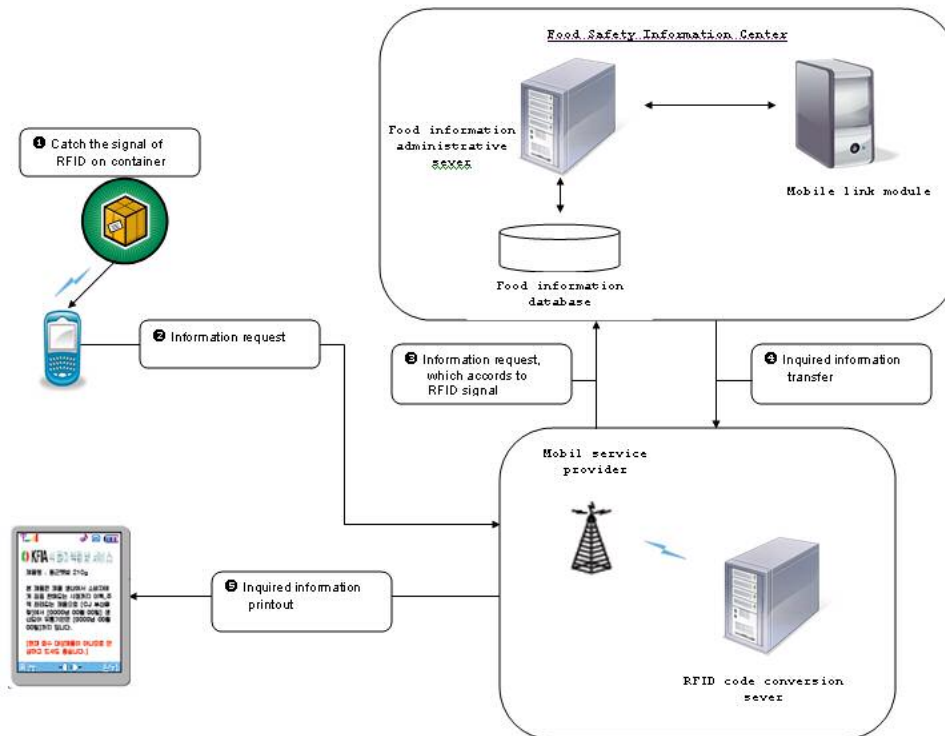 Food Safety Information Center
Food information
administrative
sever
Mobile link module
Food information
database
❶ Catch the signal of
RFID on container
❷ Information request
❸ Information request,
which accords to
RFID signal
❹ Inquired information
transfer
Mobil service
provider
RFID code conversion
sever
❺ Inquired information
printout
KFIA
210g